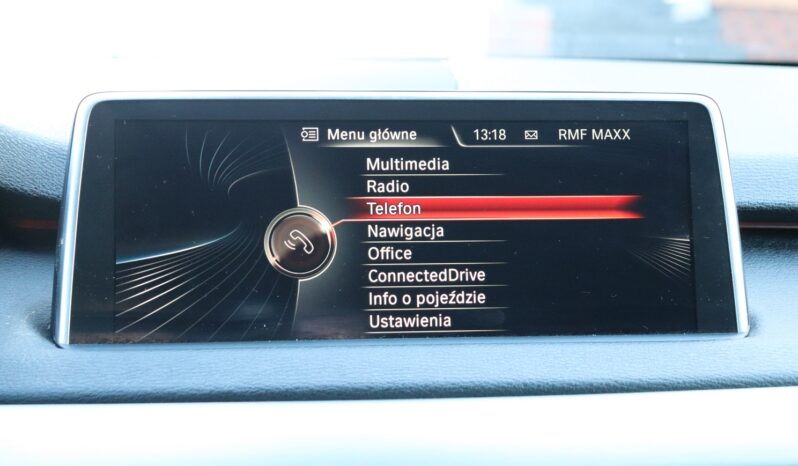 Menu główne 13:18 RMF MAXX
Multimedia
Radio
Telefon
Nawigacja
Office
ConnectedDrive
Info o pojeździe
Ustawienia